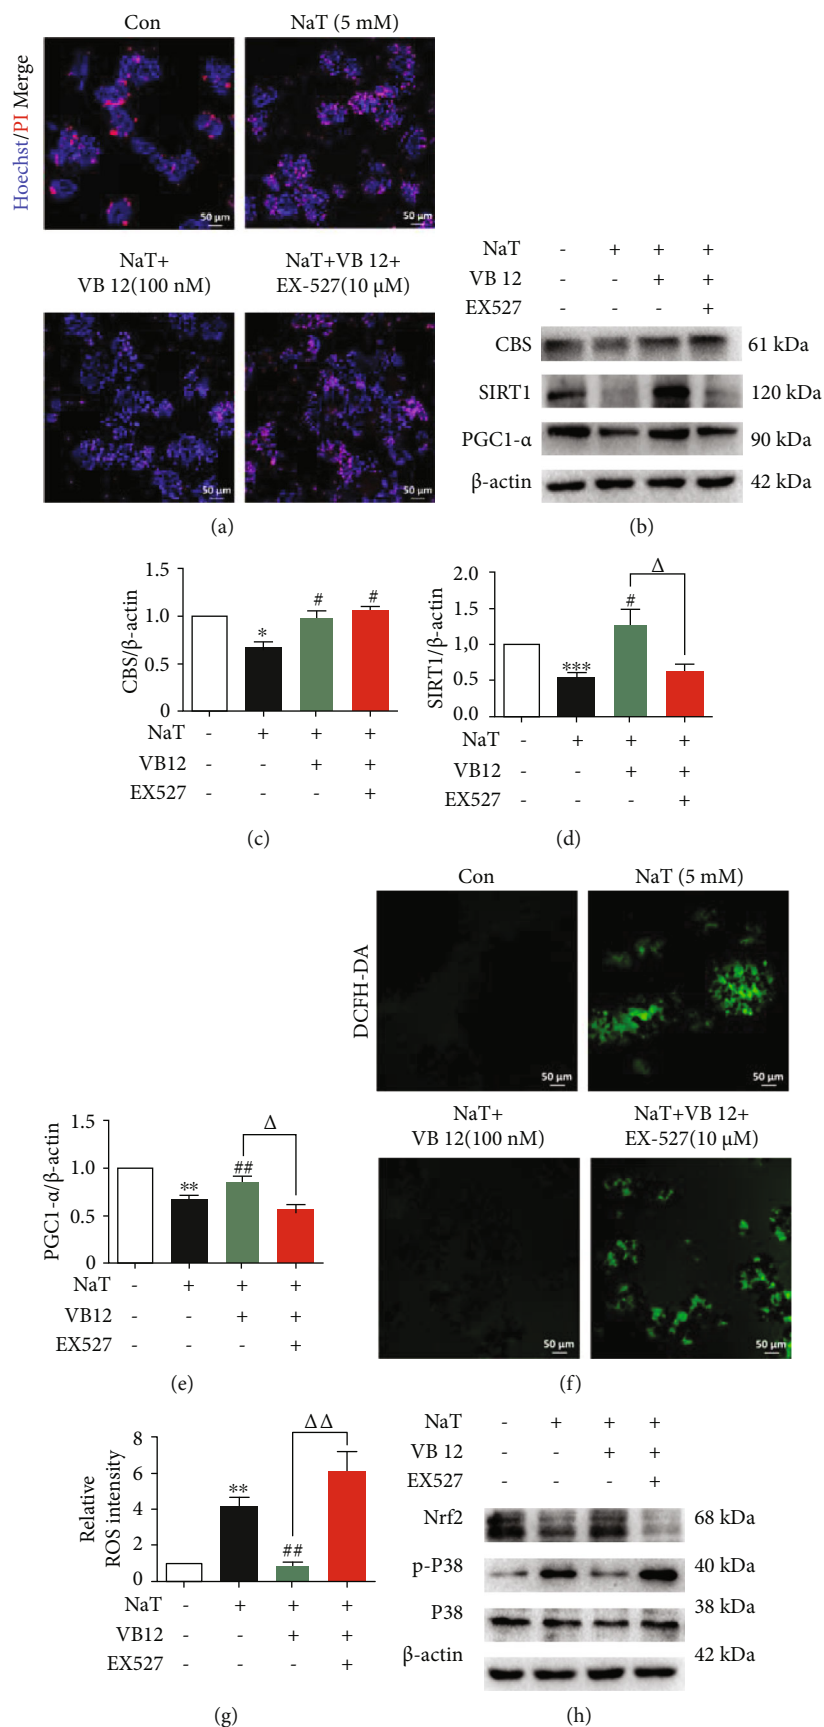 Con
NaT (5 mM)
Hoechst/PI Merge
50 µm
50 µm
NaT+
VB 12(100 nM)
NaT+VB 12+
EX-527(10 µM)
50 µm
50 µm
(a)
NaT - + + +
VB 12 - - + +
EX527 - - - +
CBS 61 kDa
SIRT1 120 kDa
PGC1-α 90 kDa
β-actin 42 kDa
(b)
CBS/β-actin
1.5
1.0
0.5
0
*
#
#
NaT - + + +
VB12 - - + +
EX527 - - - +
(c)
SIRT1/β-actin
2.0
1.5
1,0
0.5
0.0
***
#
Δ
NaT - + + +
VB12 - - + +
EX527 - - - +
(d)
PGC1-α/β-actin
1.5
1.0
0.5
0
**
##
Δ
NaT - + + +
VB12 - - + +
EX527 - - - +
(e)
Con
NaT (5 mM)
DCFH-DA
50 µm
50 µm
NaT+
VB 12(100 nM)
NaT+VB 12+
EX-527(10 µM)
50 µm
50 µm
(f)
Relative
ROS intensity
8
6
4
2
0
**
##
Δ Δ
NaT - + + +
VB12 - - + +
EX527 - - - +
(g)
NaT - + + +
VB 12 - - + +
EX527 - - - +
Nrf2 68 kDa
p-P38 40 kDa
P38 38 kDa
β-actin 42 kDa
(h)